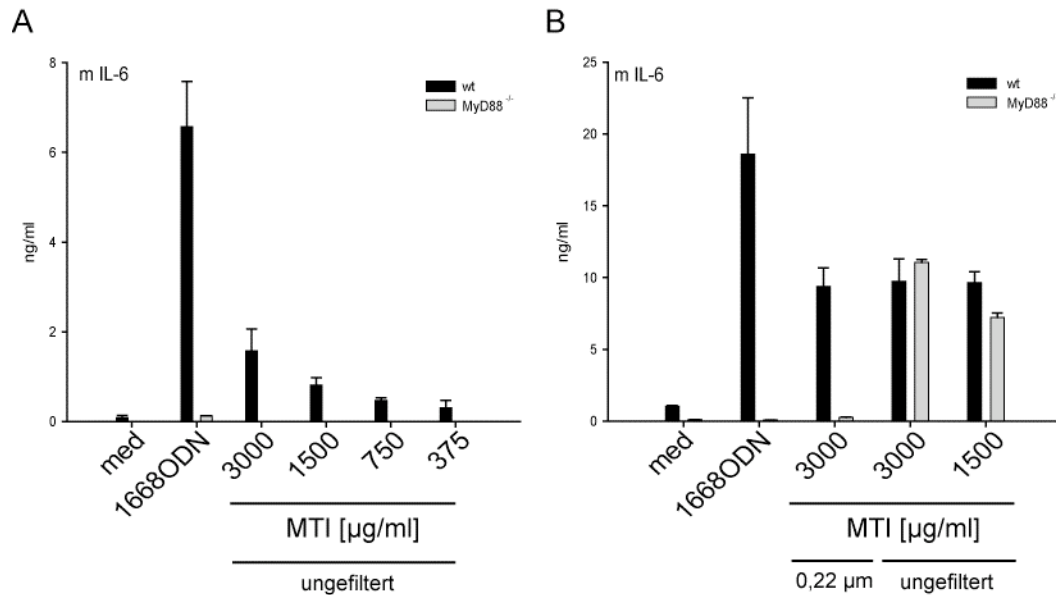 A
m IL-6
wt
MyD88 -/-
ng/ml
8
6
4
2
0
med
1668ODN
3000
1500
750
375
MTI [µg/ml]
ungefiltert
B
m IL-6
wt
MyD88 -/-
ng/ml
25
20
15
10
5
0
med
1668ODN
3000
3000
1500
MTI [µg/ml]
0,22 µm
ungefiltert